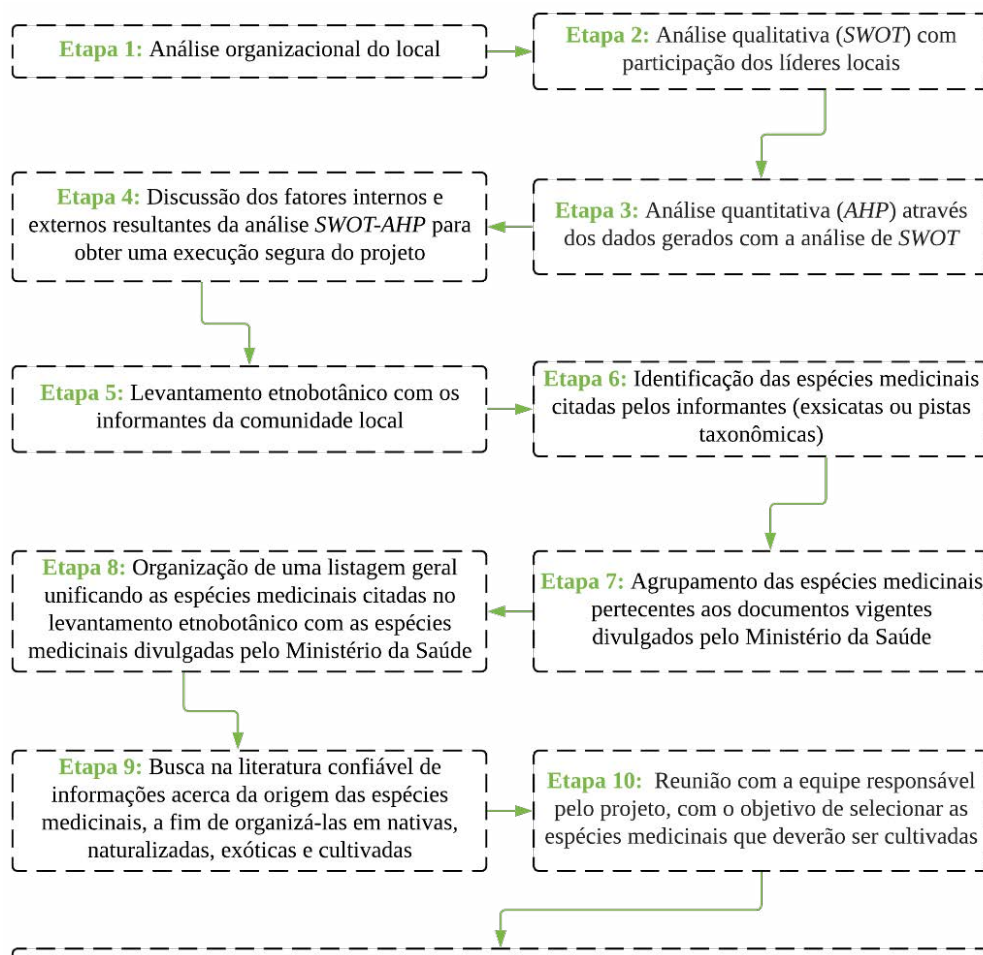 Etapa 1: Análise organizacional do local
Etapa 2: Análise qualitativa (SWOT) com
participação dos líderes locais
Etapa 3: Análise quantitativa (AHP) através
dos dados gerados com a análise de SWOT
Etapa 4: Discussão dos fatores internos e
externos resultantes da análise SWOT-AHP para
obter uma execução segura do projeto
Etapa 5: Levantamento etnobotânico com os
informantes da comunidade local
Etapa 6: Identificação das espécies medicinais
citadas pelos informantes (exsicatas ou pistas
taxonômicas)
Etapa 7: Agrupamento das espécies medicinais
pertecentes aos documentos vigentes
divulgados pelo Ministério da Saúde
Etapa 8: Organização de uma listagem geral
unificando as espécies medicinais citadas no
levantamento etnobotânico com as espécies
medicinais divulgadas pelo Ministério da Saúde
Etapa 9: Busca na literatura confiável de
informações acerca da origem das espécies
medicinais, a fim de organizá-las em nativas,
naturalizadas, exóticas e cultivadas
Etapa 10: Reunião com a equipe responsável
pelo projeto, com o objetivo de selecionar as
espécies medicinais que deverão ser cultivadas